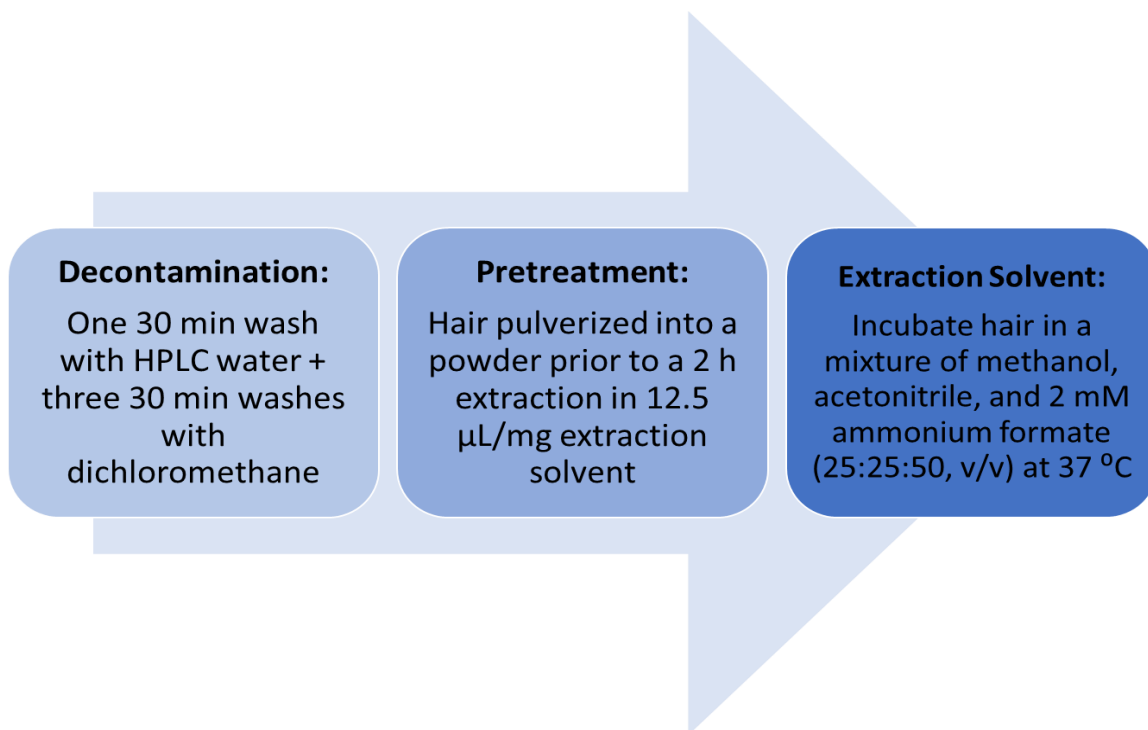 Decontamination:
One 30 min wash
with HPLC water +
three 30 min washes
with
dichloromethane
Pretreatment:
Hair pulverized into a
powder prior to a 2 h
extraction in 12.5
µL/mg extraction
solvent
Extraction Solvent:
Incubate hair in a
mixture of methanol,
acetonitrile, and 2 mM
ammonium formate
(25:25:50, v/v) at 37 ⁰C